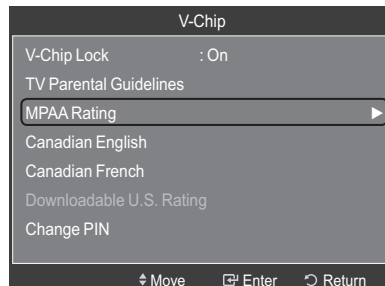 V-Chip
V-Chip Lock : On
TV Parental Guidelines
MPAA Rating
Canadian English
Canadian French
Downloadable U.S. Rating
Change PIN
Move Enter Return